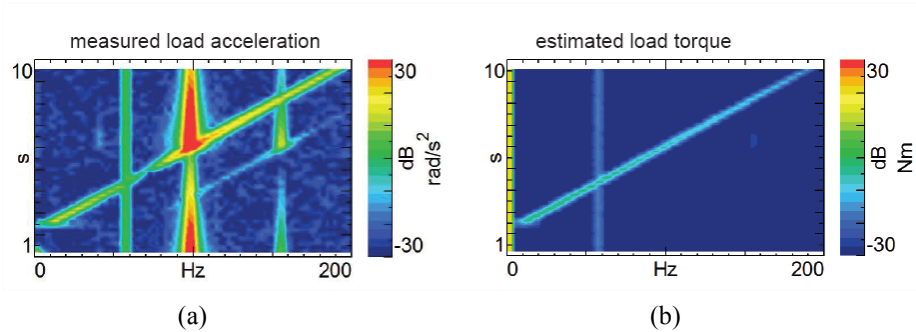 measured load acceleration
10
s
1
0
Hz
200
30
dB
-30
rad/s²
(a)
estimated load torque
10
s
1
0
Hz
200
30
dB
-30
Nm
(b)